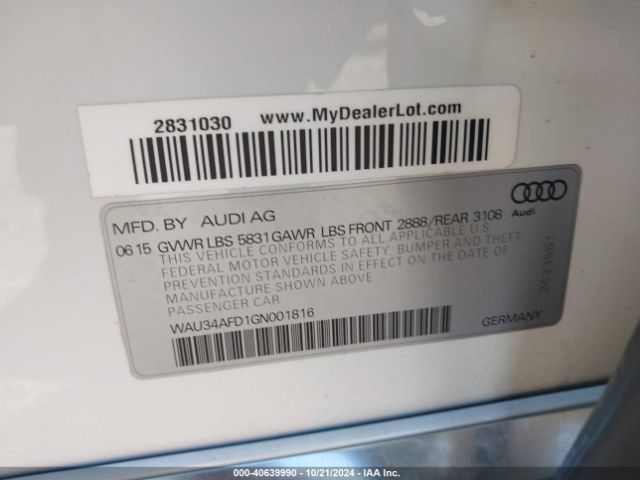 2831030 www.MyDealerLot.com
MFD. BY AUDI AG
Audi
06 15 GVWR LBS 5831 GAWR LBS FRONT 2888/REAR 3108
THIS VEHICLE CONFORMS TO ALL APPLICABLE U S
FEDERAL MOTOR VEHICLE SAFETY, BUMPER AND THEFT
PREVENTION STANDARDS IN EFFECT ON THE DATE OF
MANUFACTURE SHOWN ABOVE
PASSENGER CAR
2433561
WAU34AFD1GN001816
GERMANY
000-40639990 - 10/21/2024 - IAA Inc.